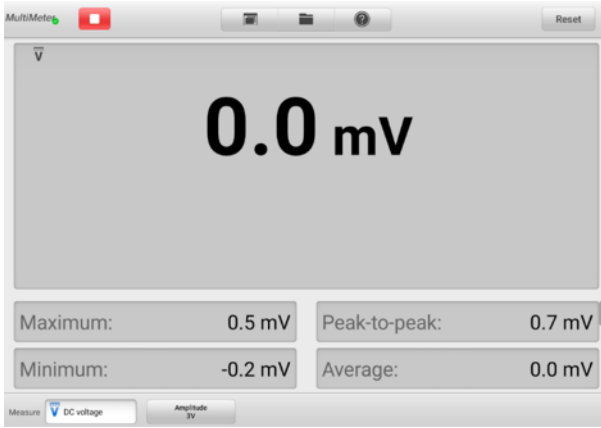 MultiMeter
Reset
V
0.0 mV
Maximum: 0.5 mV
Peak-to-peak: 0.7 mV
Minimum: -0.2 mV
Average: 0.0 mV
Measure V DC voltage
Amplitude
3V